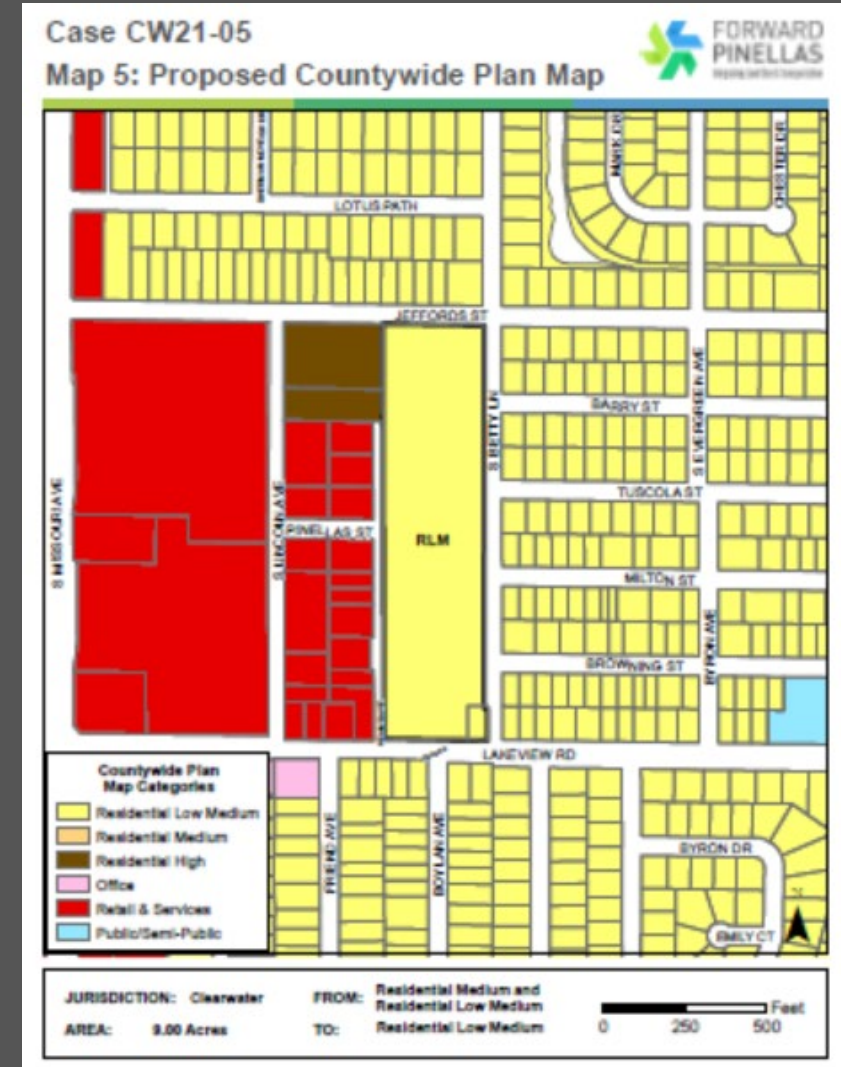 Case CW21-05
Map 5: Proposed Countywide Plan Map
FORWARD
PINELLAS
MARK DR
CHESTER DR
LOTUS PATH
JEFFORDS ST
S BETTY LN
S EVERGREEN AVE
BARRY ST
S MISSOURI AVE
S LINCOLN AVE
TUSCOLA ST
PINELLAS ST
RLM
MILTON ST
BYRON AVE
BROWNING ST
LAKEVIEW RD
Countywide Plan
Map Categories
Residential Low Medium
Residential Medium
Residential High
Office
Retail & Services
Public/Semi-Public
FRIEND AVE
BOYLAN AVE
BYRON DR
EMILY CT
JURISDICTION: Clearwater
AREA: 9.00 Acres
FROM: Residential Medium and
Residential Low Medium
TO: Residential Low Medium
Feet
0 250 500